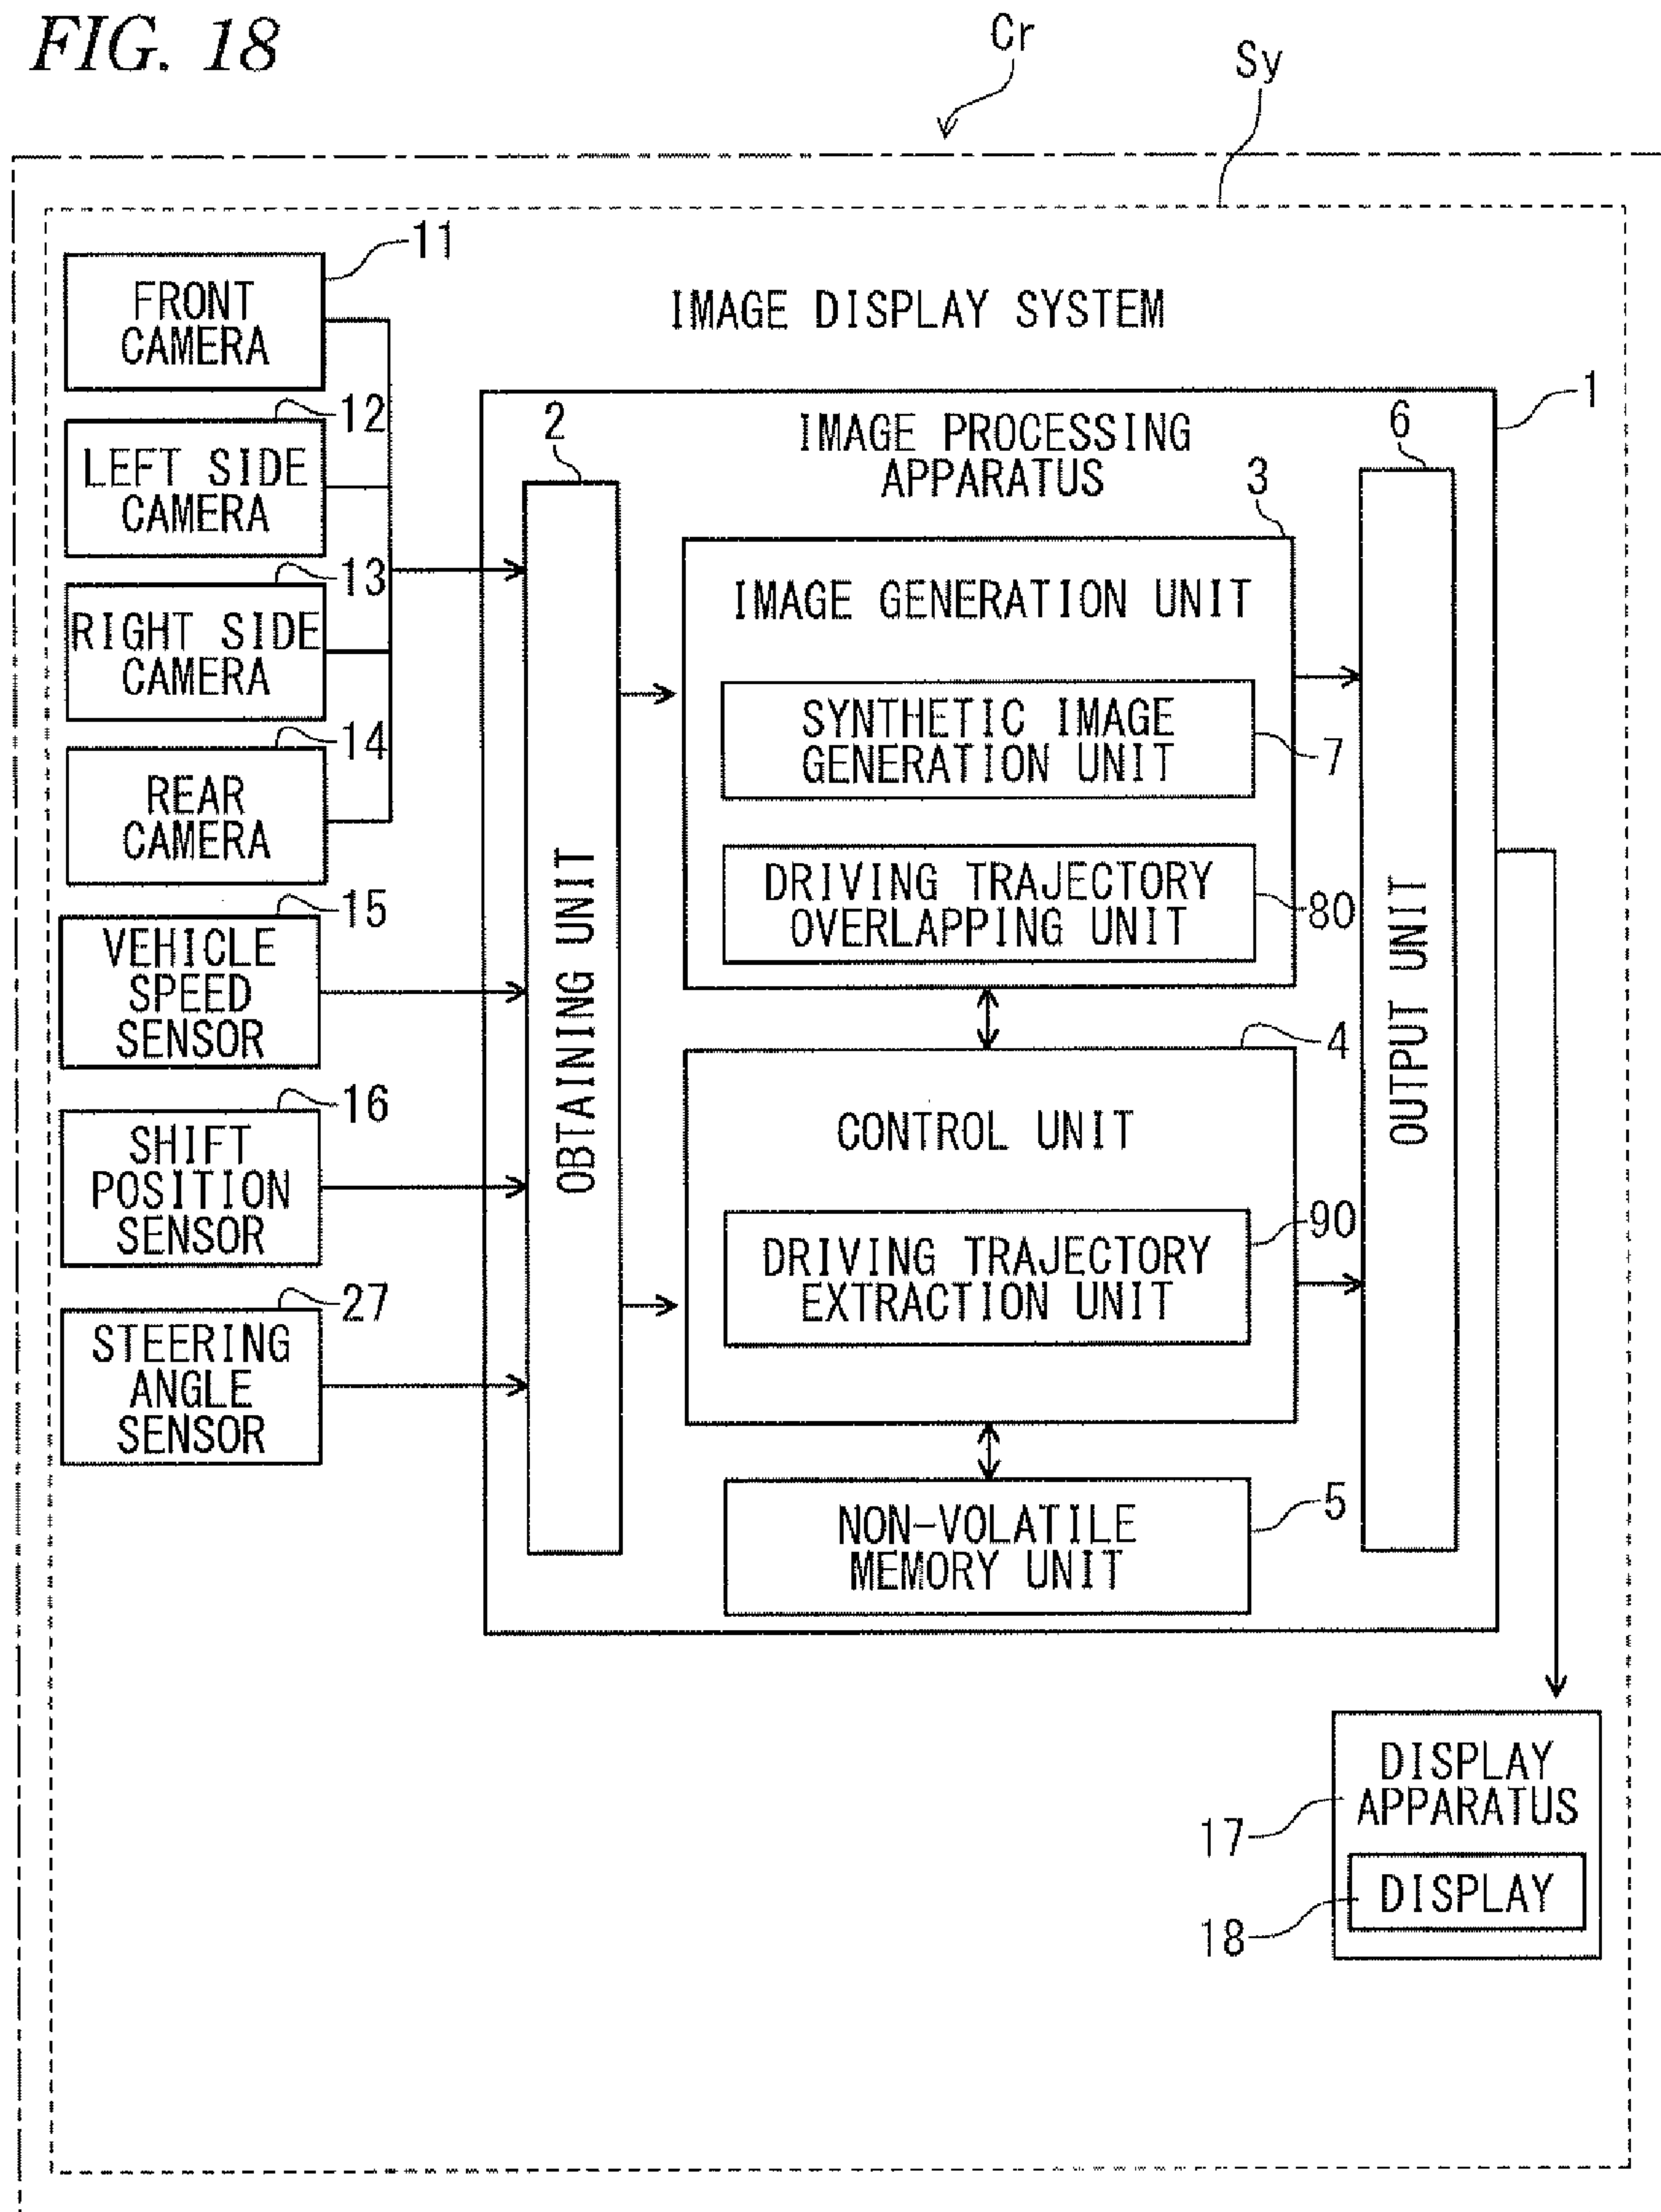 FIG. 18
Cr
Sy
11
FRONT
CAMERA
IMAGE DISPLAY SYSTEM
12
LEFT SIDE
CAMERA
13
RIGHT SIDE
CAMERA
14
REAR
CAMERA
15
VEHICLE
SPEED
SENSOR
16
SHIFT
POSITION
SENSOR
27
STEERING
ANGLE
SENSOR
1
IMAGE PROCESSING
APPARATUS
2
OBTAINING UNIT
3
IMAGE GENERATION UNIT
SYNTHETIC IMAGE
GENERATION UNIT
7
DRIVING TRAJECTORY
OVERLAPPING UNIT
80
4
CONTROL UNIT
90
DRIVING TRAJECTORY
EXTRACTION UNIT
5
NON-VOLATILE
MEMORY UNIT
6
OUTPUT UNIT
DISPLAY
APPARATUS
17
DISPLAY
18